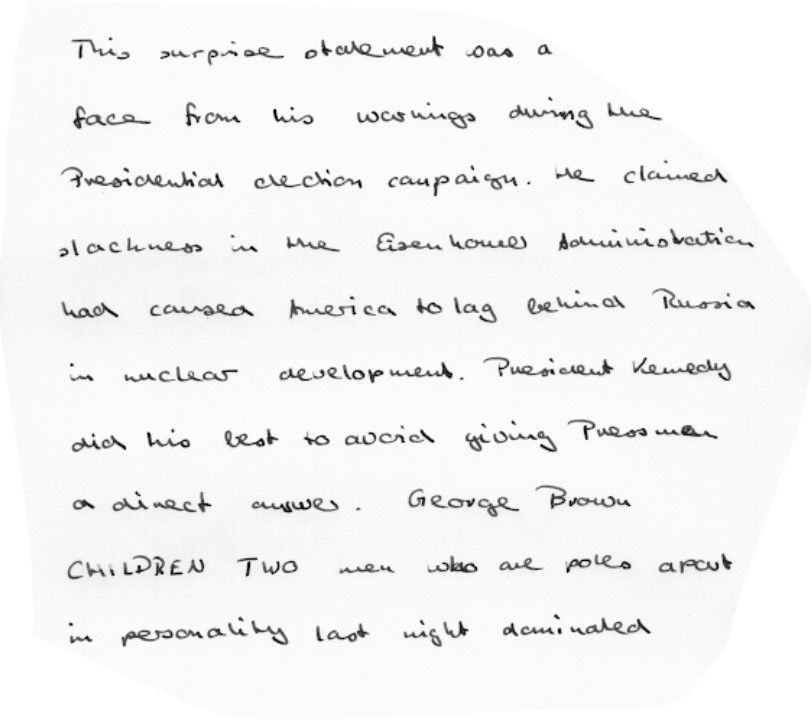 This surprise statement was a
face from his warnings during the
Presidential election campaign. He claimed
slackness in the Eisenhower Administration
had caused America to lag behind Russia
in nuclear development. President Kennedy
did his best to avoid giving Pressmen
a direct answer. George Brown
CHILDREN TWO men who are poles apart
in personality last night dominated